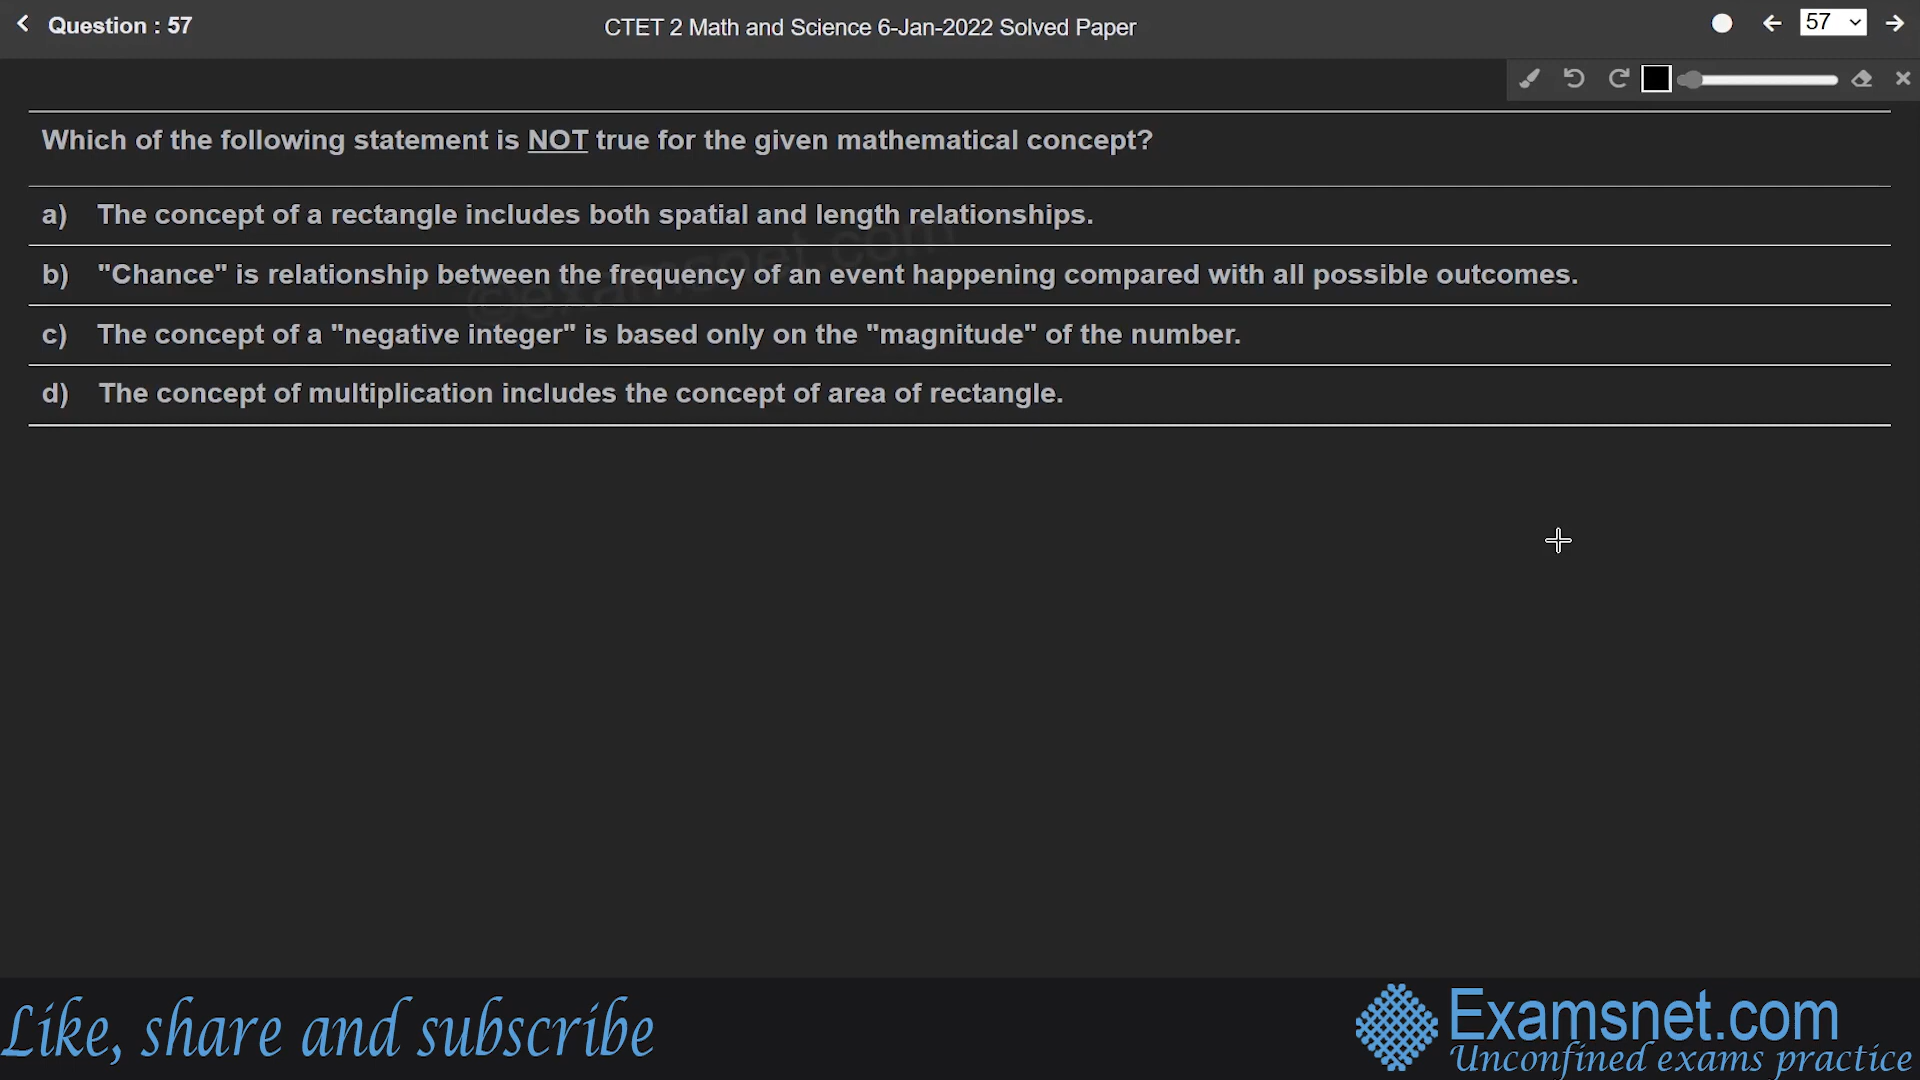 Question : 57
CTET 2 Math and Science 6-Jan-2022 Solved Paper
57
Which of the following statement is NOT true for the given mathematical concept?
a) The concept of a rectangle includes both spatial and length relationships.
©examsnet.com
b) "Chance" is relationship between the frequency of an event happening compared with all possible outcomes.
c) The concept of a "negative integer" is based only on the "magnitude" of the number.
d) The concept of multiplication includes the concept of area of rectangle.
Like, share and subscribe
Examsnet.com
Unconfined exams practice